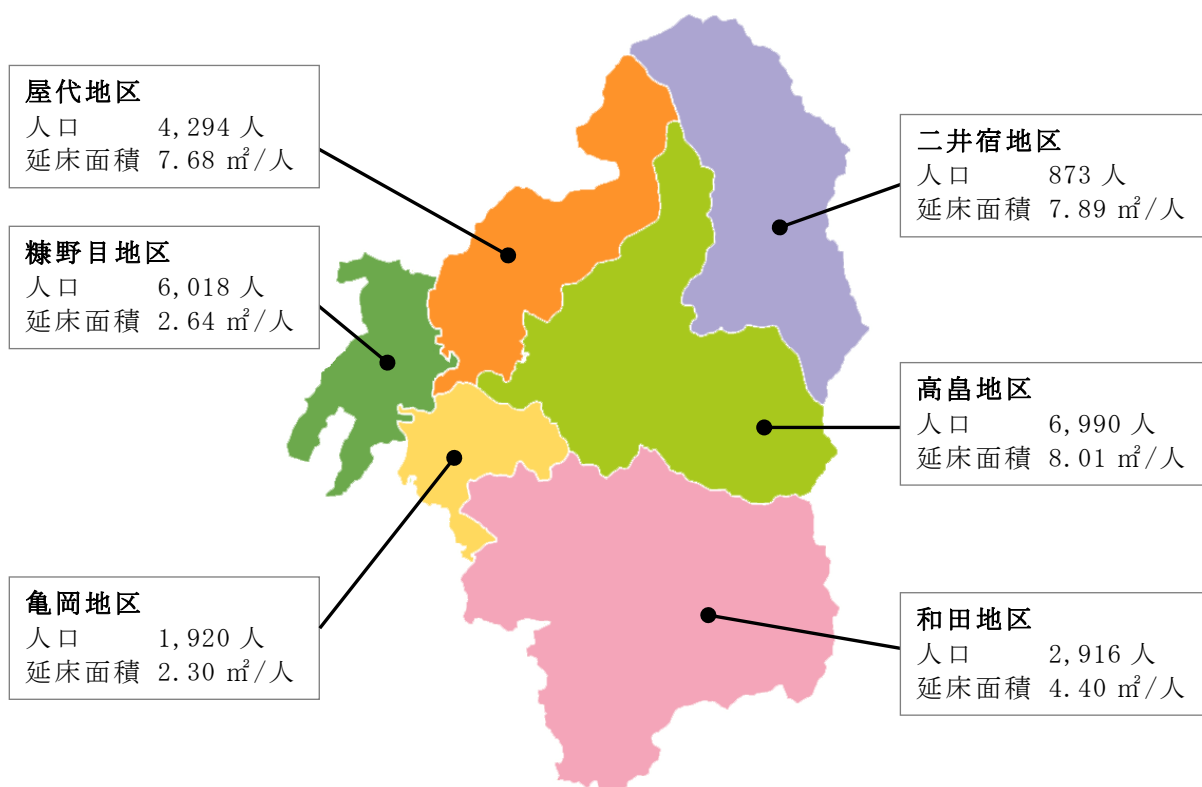 屋代地区
人口 4,294 人
延床面積 7.68 ㎡/人
糠野目地区
人口 6,018 人
延床面積 2.64 ㎡/人
亀岡地区
人口 1,920 人
延床面積 2.30 ㎡/人
二井宿地区
人口 873 人
延床面積 7.89 ㎡/人
高畠地区
人口 6,990 人
延床面積 8.01 ㎡/人
和田地区
人口 2,916 人
延床面積 4.40 ㎡/人